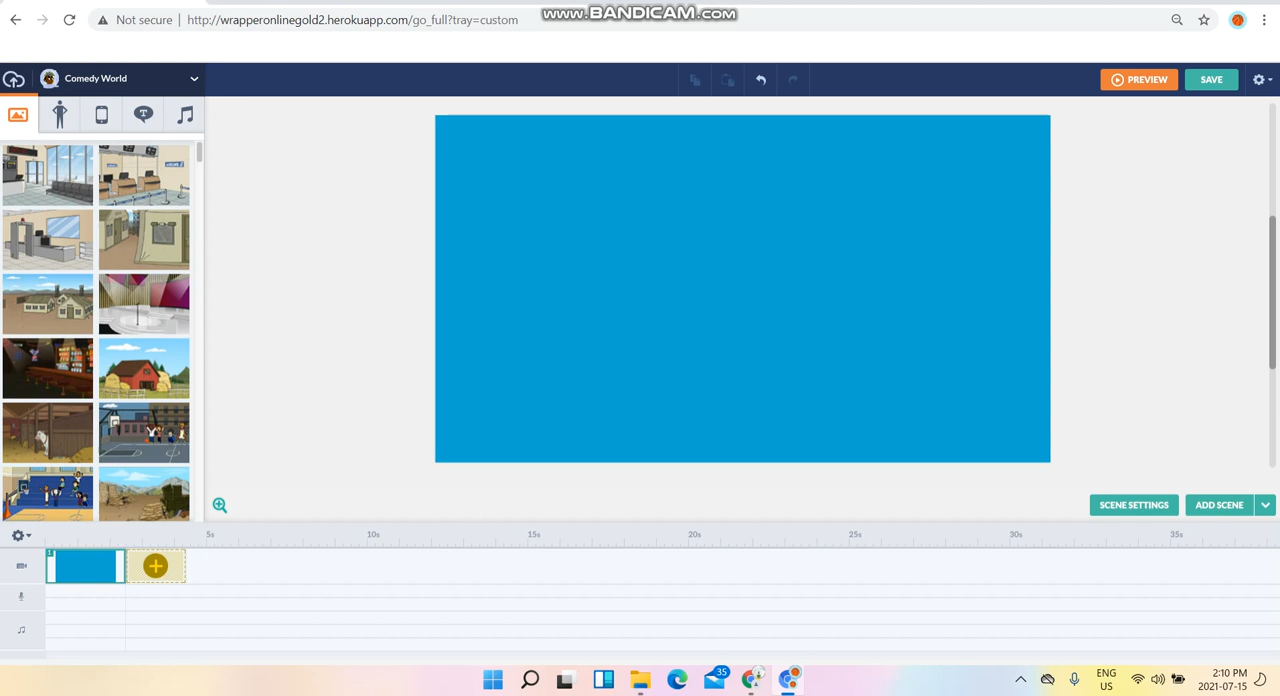 www.BANDICAM.com
Not secure | http://wrapperonlinegold2.herokuapp.com/go_full?tray=custom
Comedy World
PREVIEW
SAVE
SCENE SETTINGS
ADD SCENE
5s 10s 15s 20s 25s 30s 35s
1
35
ENG
US
2:10 PM
2021-07-15